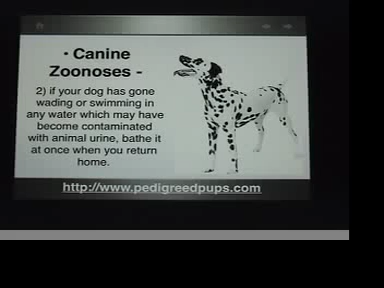 · Canine
Zoonoses -
2) if your dog has gone
wading or swimming in
any water which may have
become contaminated
with animal urine, bathe it
at once when you return
home.
http://www.pedigreedpups.com